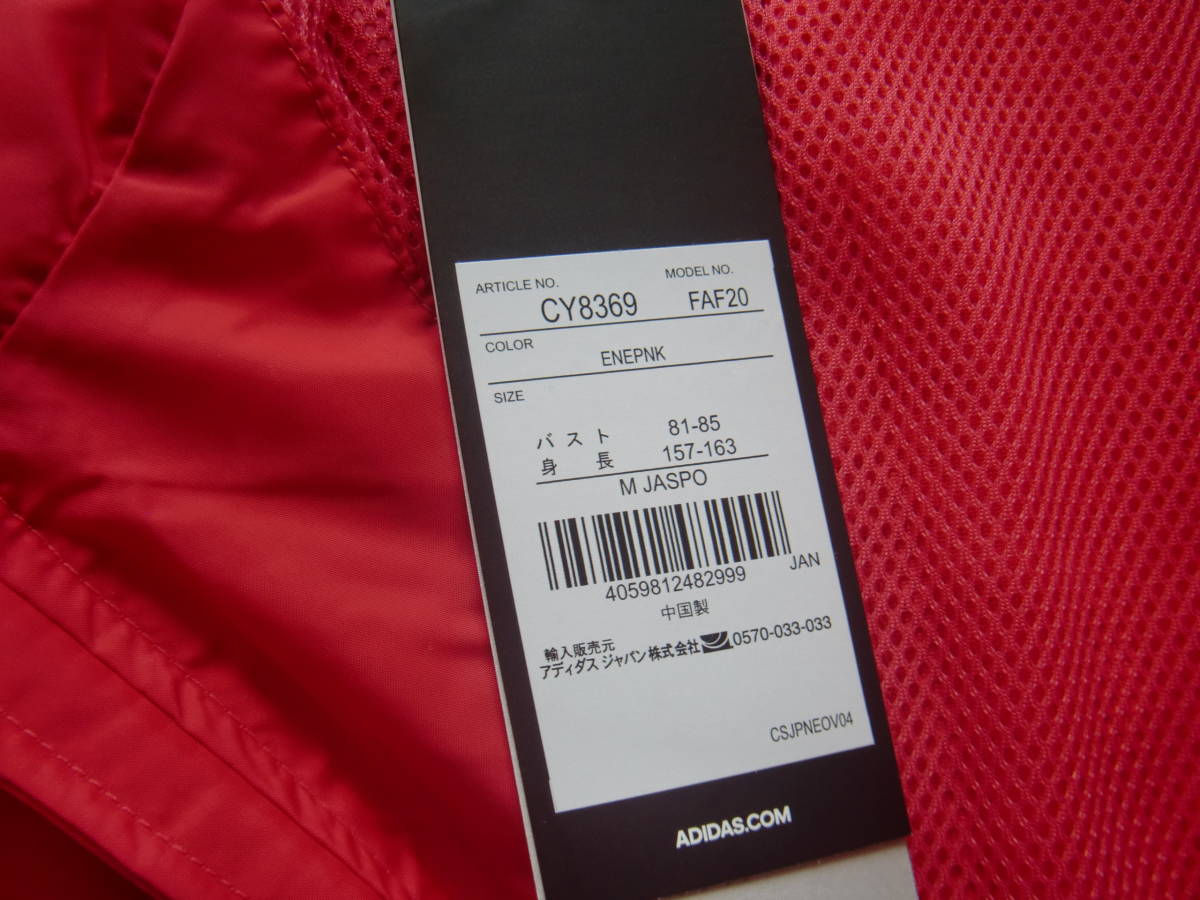 ARTICLE NO. MODEL NO.
CY8369 FAF20
COLOR
ENEPNK
SIZE
バスト 81-85
身長 157-163
M JASPO
4059812482999 JAN
中国製
輸入販売元
アディダス ジャパン 株式会社 0570-033-033
CSJPNEOV04
ADIDAS.COM